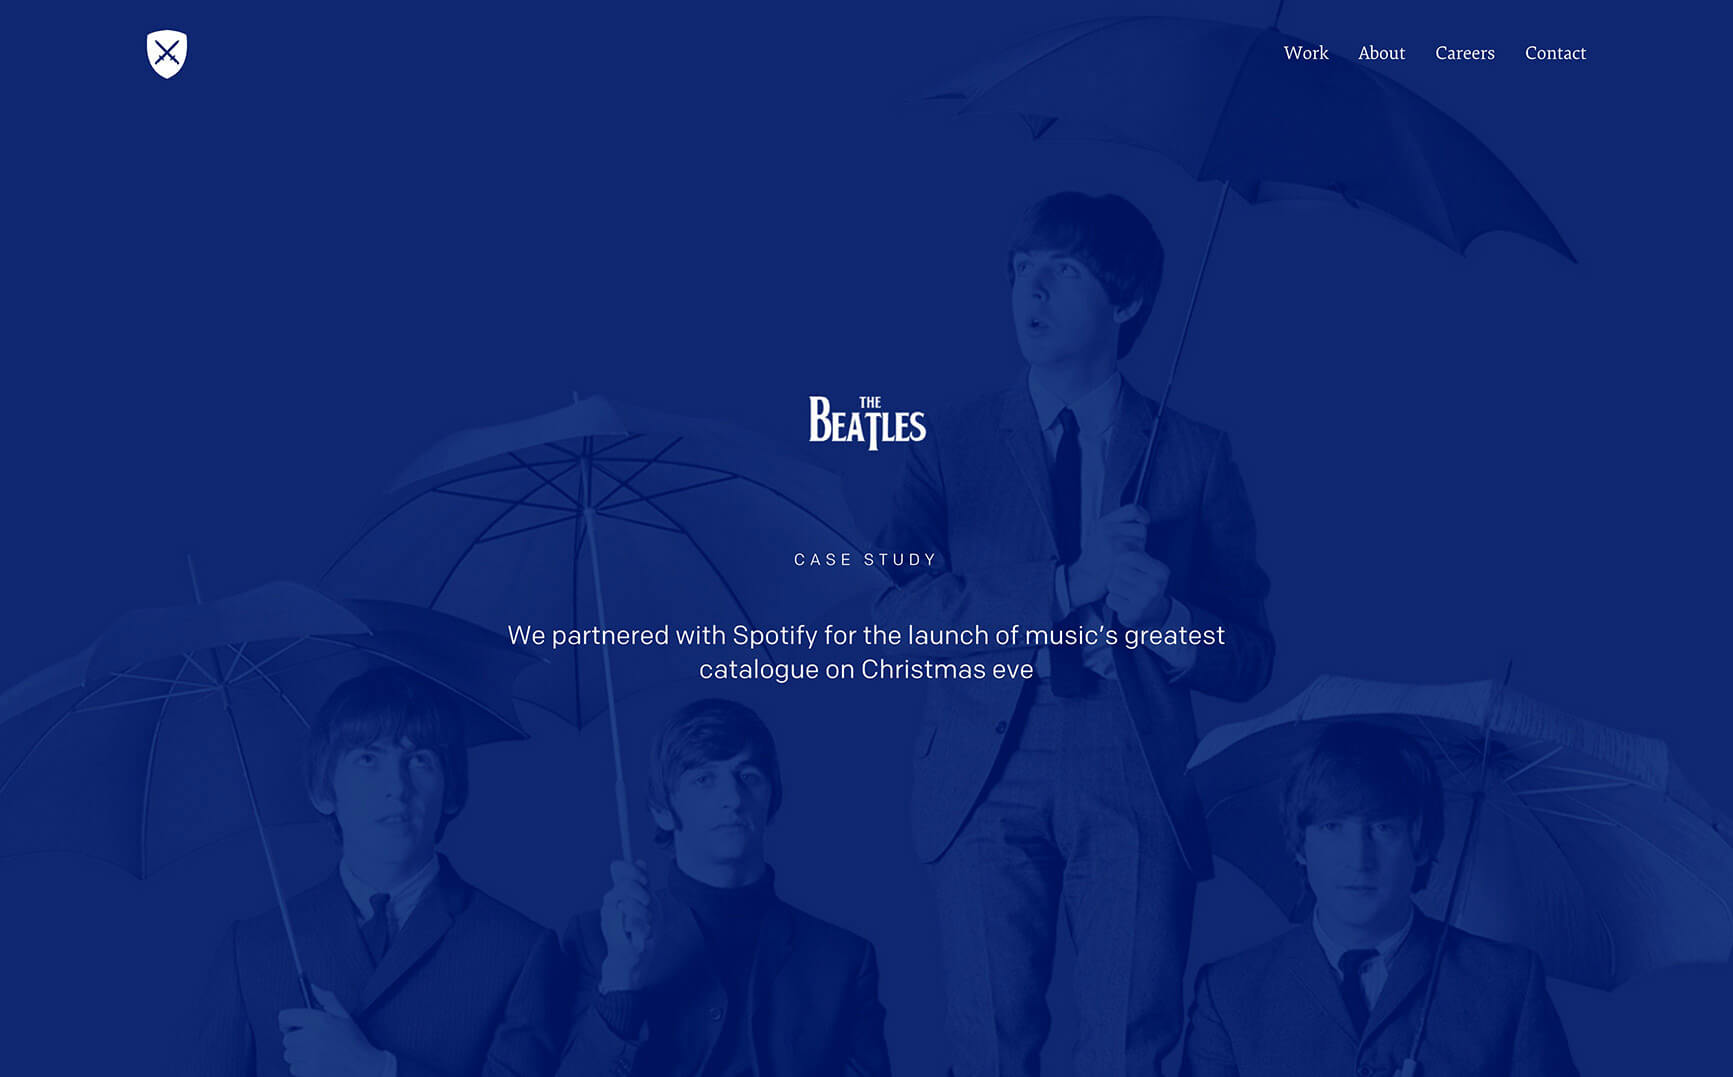 Work About Careers Contact
THE
BEATLES
CASE STUDY
We partnered with Spotify for the launch of music’s greatest
catalogue on Christmas eve